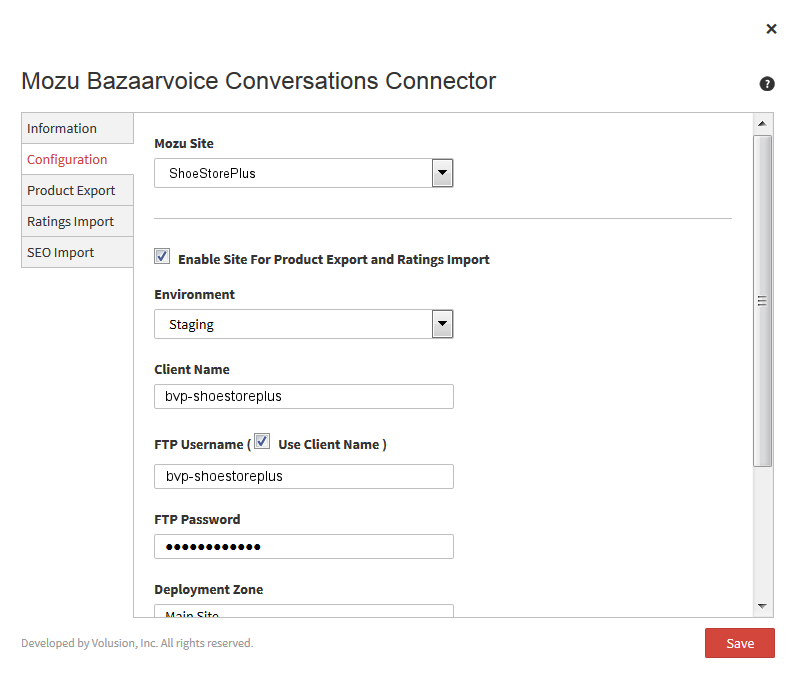 ×
Mozu Bazaarvoice Conversations Connector
?
Information
Configuration
Product Export
Ratings Import
SEO Import
Mozu Site
ShoeStorePlus
Enable Site For Product Export and Ratings Import
Environment
Staging
Client Name
bvp-shoestoreplus
FTP Username ( Use Client Name )
bvp-shoestoreplus
FTP Password
●●●●●●●●●●●●
Deployment Zone
Main Site
Developed by Volusion, Inc. All rights reserved.
Save